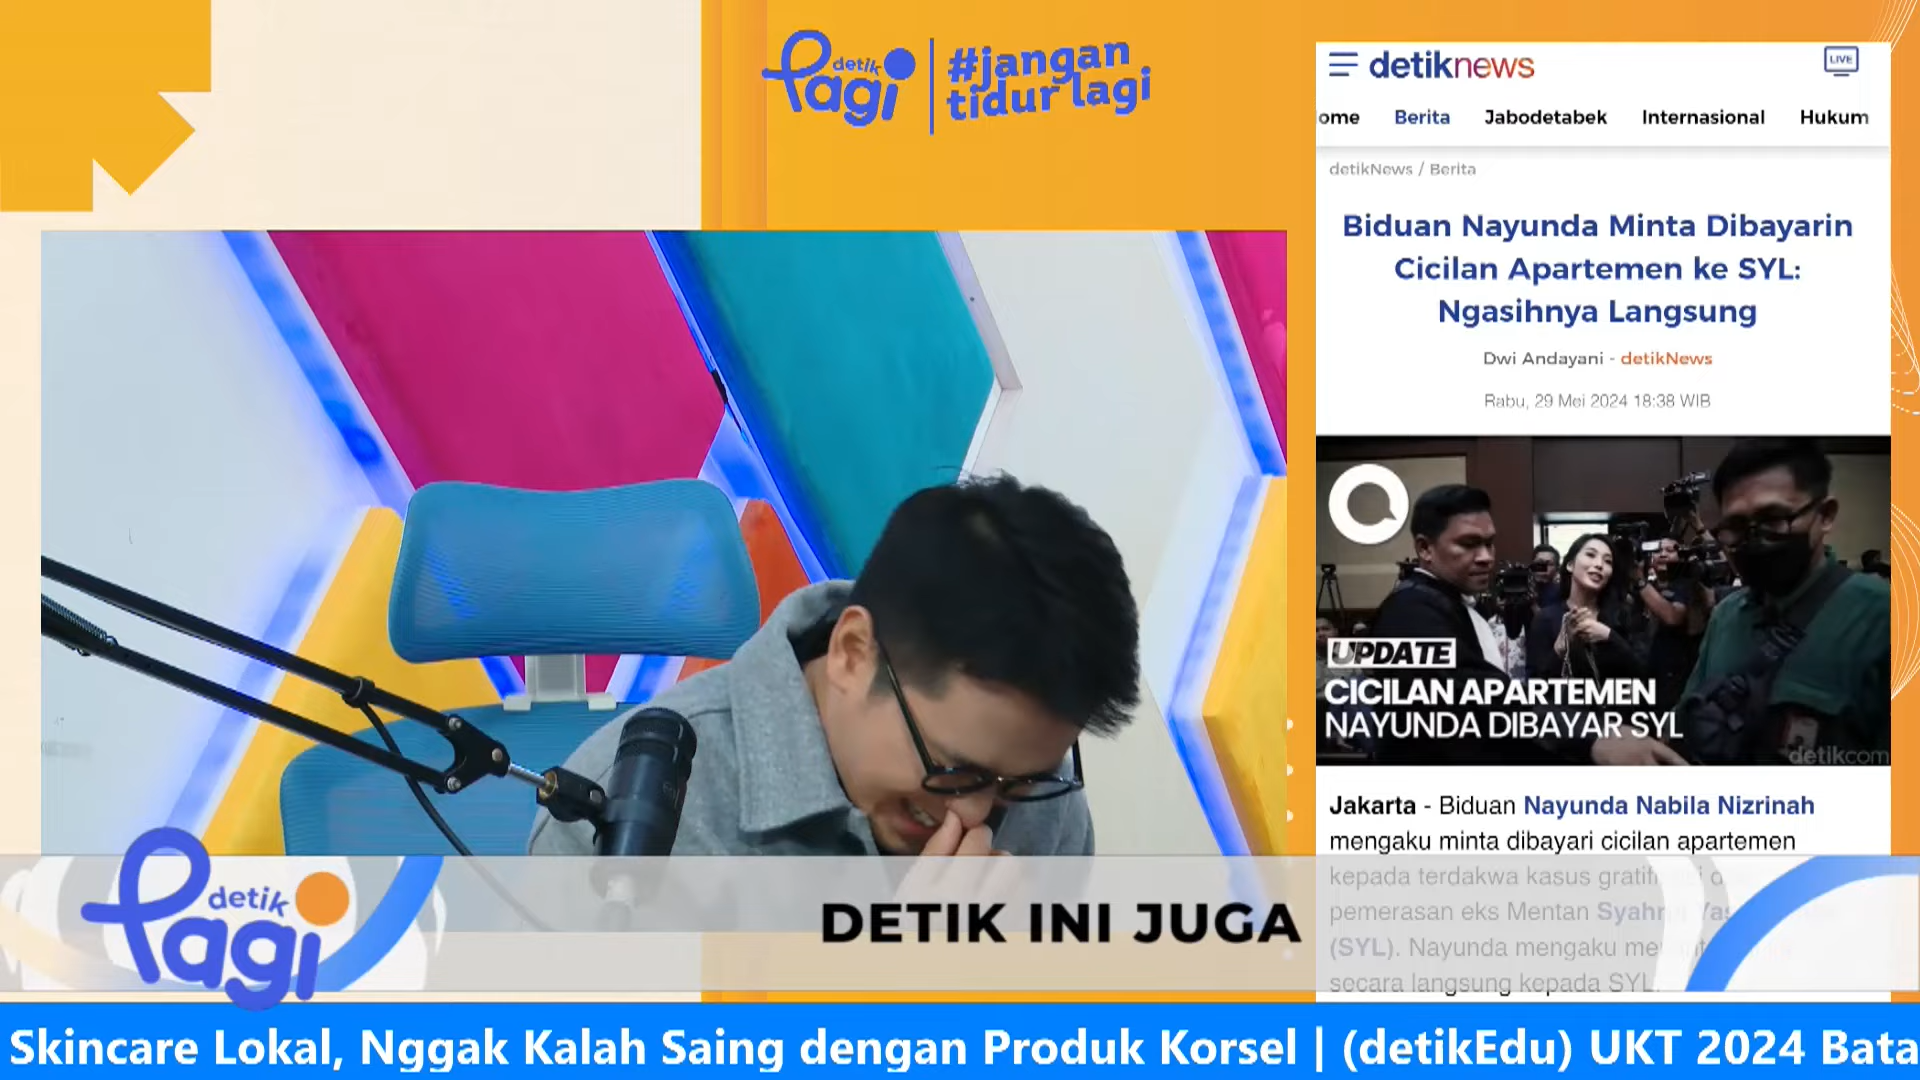 detik
Pagi
#jangan
tidur lagi
detiknews
LIVE
ome Berita Jabodetabek Internasional Hukum
detikNews / Berita
Biduan Nayunda Minta Dibayarin
Cicilan Apartemen ke SYL:
Ngasihnya Langsung
Dwi Andayani - detikNews
Rabu, 29 Mei 2024 18:38 WIB
UPDATE
CICILAN APARTEMEN
NAYUNDA DIBAYAR SYL
detikcom
Jakarta - Biduan Nayunda Nabila Nizrinah
mengaku minta dibayari cicilan apartemen
kepada terdakwa kasus
pemerasan eks Mentan
(SYL). Nayunda mengaku
secara langsung kepada SYL.
detik
Pagi
DETIK INI JUGA
Skincare Lokal, Nggak Kalah Saing dengan Produk Korsel | (detikEdu) UKT 2024 Bata